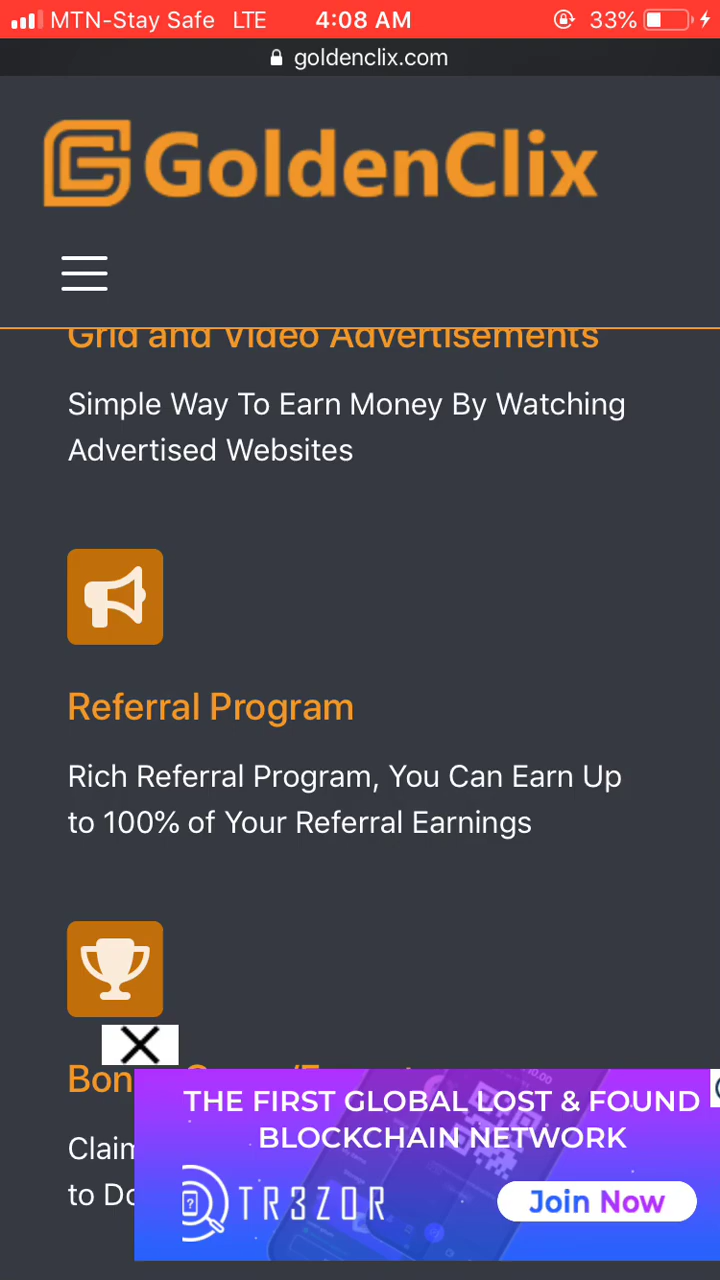 MTN-Stay Safe LTE 4:08 AM 33%
goldenclix.com
GoldenClix
Grid and Video Advertisements
Simple Way To Earn Money By Watching
Advertised Websites
Referral Program
Rich Referral Program, You Can Earn Up
to 100% of Your Referral Earnings
THE FIRST GLOBAL LOST & FOUND
BLOCKCHAIN NETWORK
TR3ZOR
Join Now
Claim
to Do